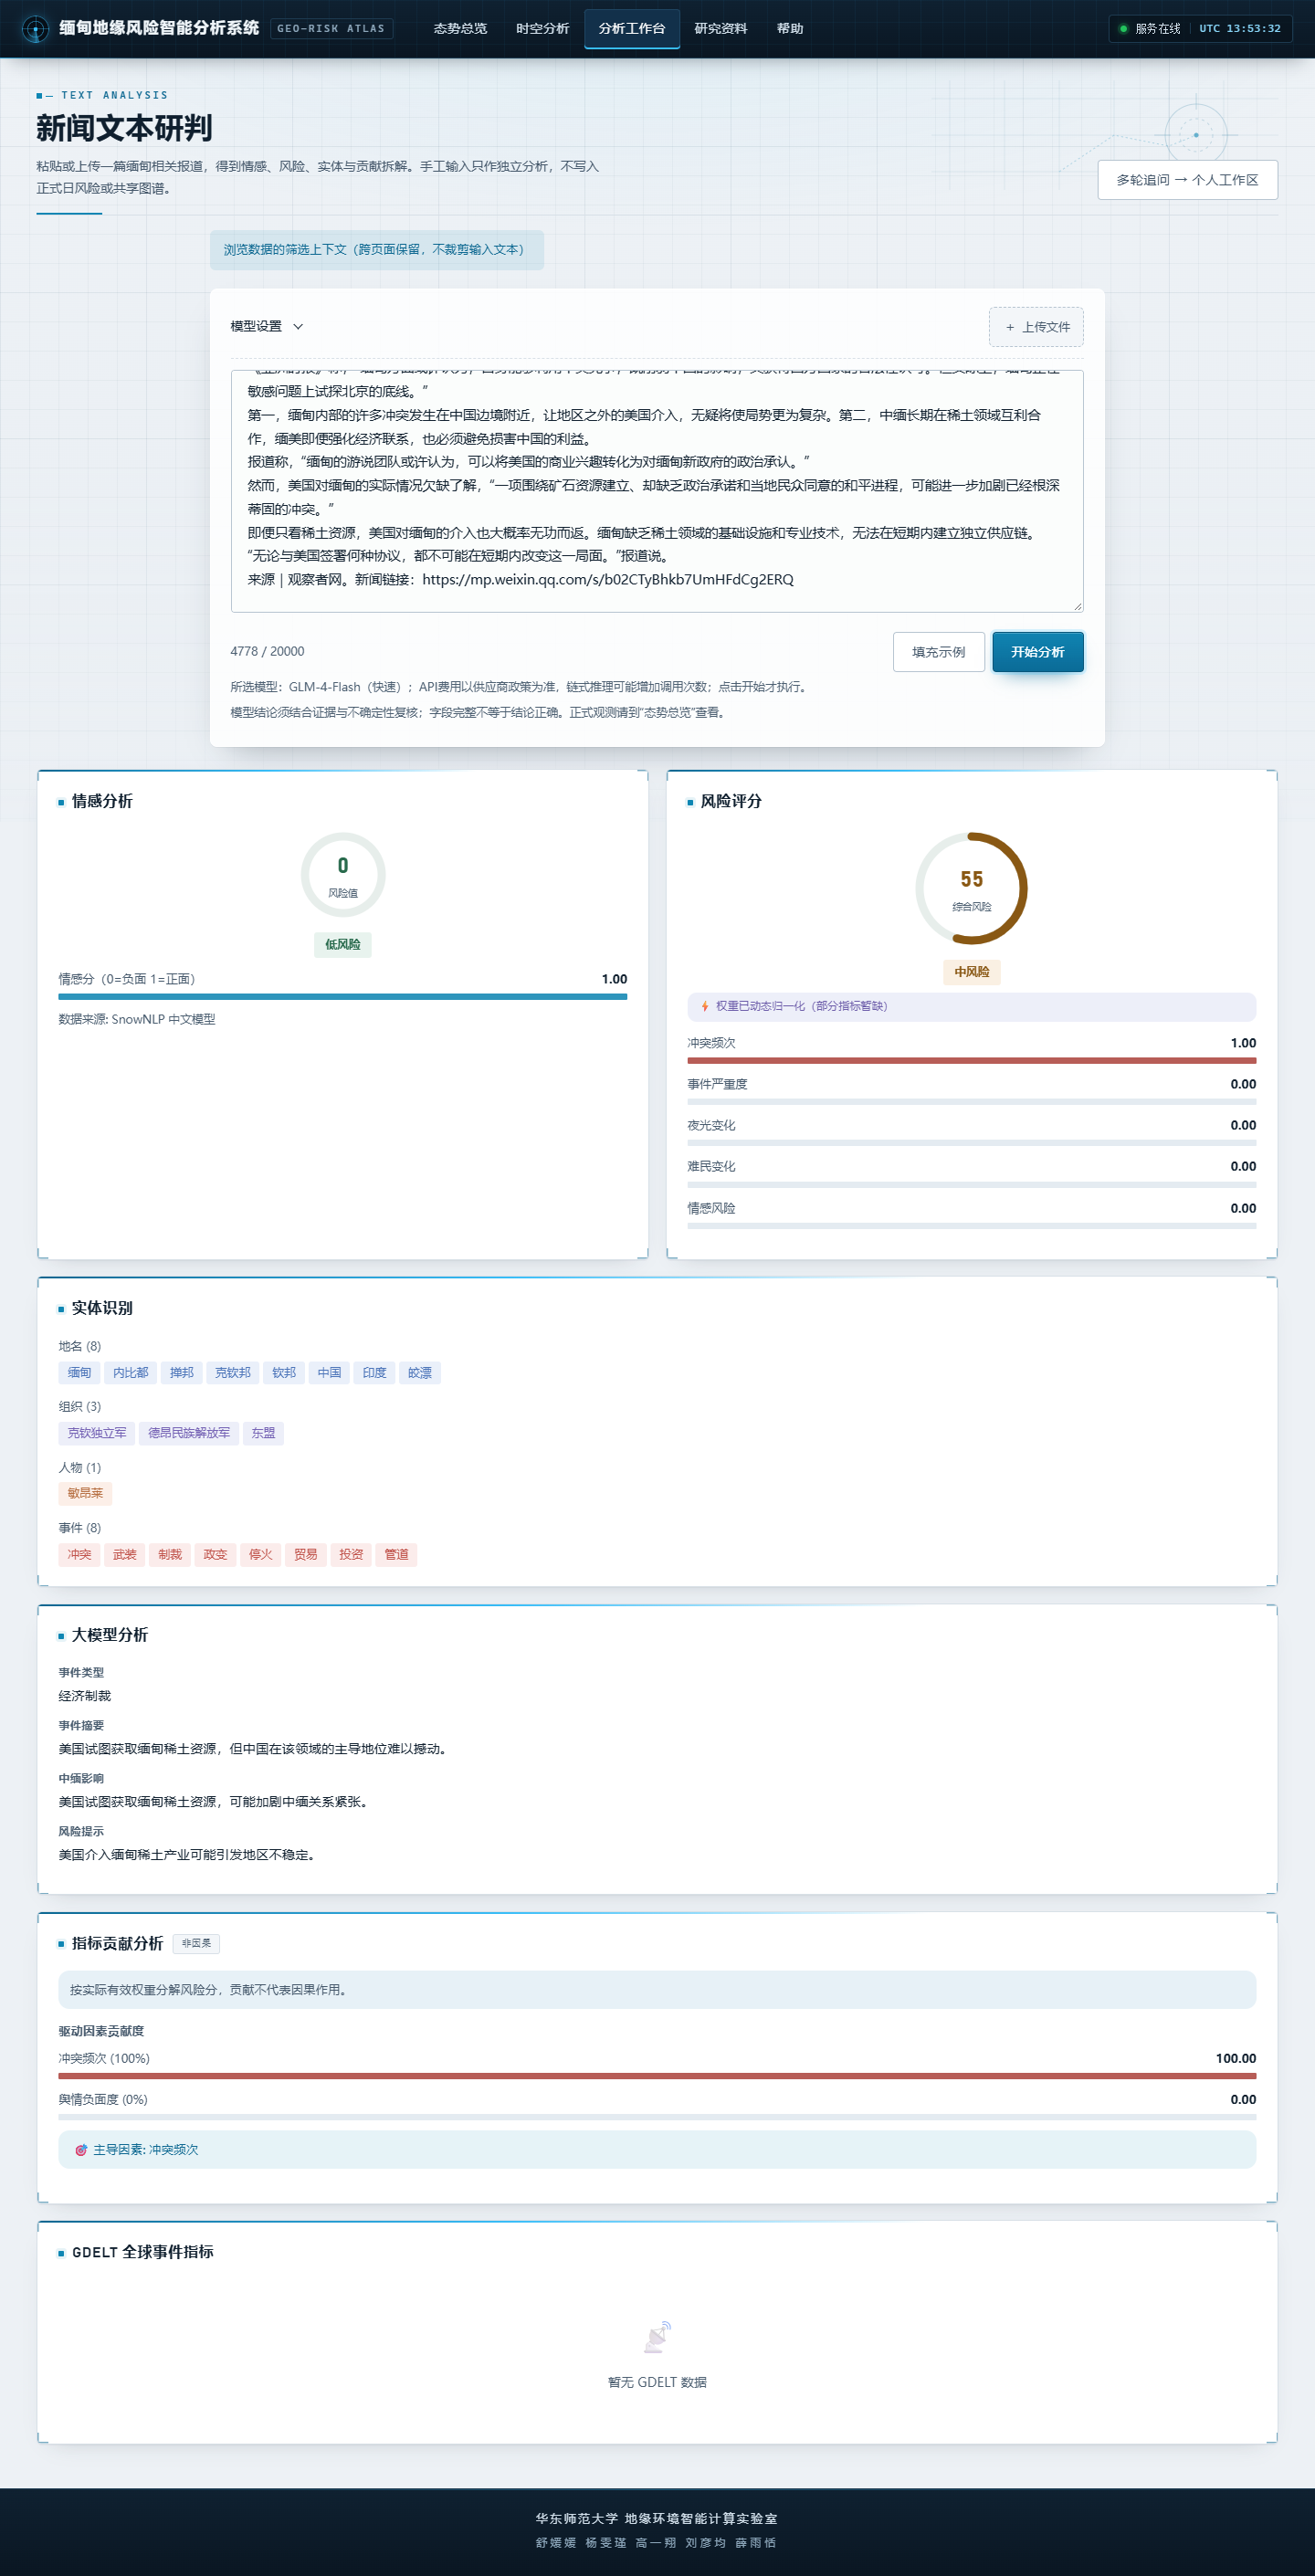 缅甸地缘风险智能分析系统 GEO-RISK ATLAS 态势总览 时空分析 分析工作台 研究资料 帮助 服务在线 UTC 13:53:32
TEXT ANALYSIS
新闻文本研判
粘贴或上传一篇缅甸相关报道，得到情感、风险、实体与贡献拆解。手工输入只作独立分析，不写入
正式日风险或共享图谱。
多轮追问 → 个人工作区
浏览数据的筛选上下文（跨页面保留，不裁剪输入文本）
模型设置
+ 上传文件
敏感问题上试探北京的底线。”
第一，缅甸内部的许多冲突发生在中国边境附近，让地区之外的美国介入，无疑将使局势更为复杂。第二，中缅长期在稀土领域互利合
作，缅美即便强化经济联系，也必须避免损害中国的利益。
报道称，“缅甸的游说团队或许认为，可以将美国的商业兴趣转化为对缅甸新政府的政治承认。”
然而，美国对缅甸的实际情况欠缺了解，“一项围绕矿石资源建立、却缺乏政治承诺和当地民众同意的和平进程，可能进一步加剧已经根深
蒂固的冲突。”
即便只看稀土资源，美国对缅甸的介入也大概率无功而返。缅甸缺乏稀土领域的基础设施和专业技术，无法在短期内建立独立供应链。
“无论与美国签署何种协议，都不可能在短期内改变这一局面。”报道说。
来源｜观察者网。新闻链接：https://mp.weixin.qq.com/s/b02CTyBhkb7UmHFdCg2ERQ
4778 / 20000
填充示例
开始分析
所选模型：GLM-4-Flash（快速）；API费用以供应商政策为准，链式推理可能增加调用次数；点击开始才执行。
模型结论须结合证据与不确定性复核；字段完整不等于结论正确。正式观测请到“态势总览”查看。
情感分析
0
风险值
低风险
情感分（0=负面 1=正面） 1.00
数据来源: SnowNLP 中文模型
风险评分
55
综合风险
中风险
权重已动态归一化（部分指标暂缺）
冲突频次 1.00
事件严重度 0.00
夜光变化 0.00
难民变化 0.00
情感风险 0.00
实体识别
地名 (8)
缅甸 内比都 掸邦 克钦邦 钦邦 中国 印度 皎漂
组织 (3)
克钦独立军 德昂民族解放军 东盟
人物 (1)
敏昂莱
事件 (8)
冲突 武装 制裁 政变 停火 贸易 投资 管道
大模型分析
事件类型
经济制裁
事件摘要
美国试图获取缅甸稀土资源，但中国在该领域的主导地位难以撼动。
中缅影响
美国试图获取缅甸稀土资源，可能加剧中缅关系紧张。
风险提示
美国介入缅甸稀土产业可能引发地区不稳定。
指标贡献分析 非因果
按实际有效权重分解风险分，贡献不代表因果作用。
驱动因素贡献度
冲突频次 (100%) 100.00
舆情负面度 (0%) 0.00
主导因素: 冲突频次
GDELT 全球事件指标
暂无 GDELT 数据
华东师范大学 地缘环境智能计算实验室
舒媛媛 杨雯瑾 高一翔 刘彦均 薛雨恬